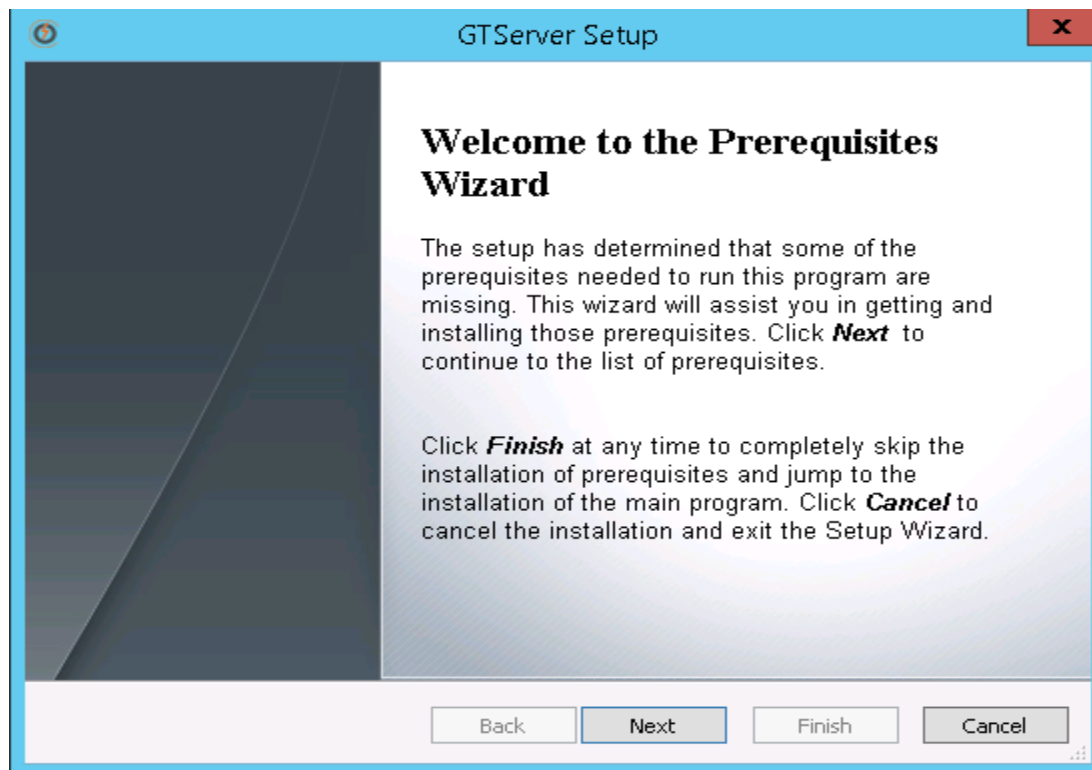 GTServer Setup
x
Welcome to the Prerequisites
Wizard
The setup has determined that some of the
prerequisites needed to run this program are
missing. This wizard will assist you in getting and
installing those prerequisites. Click Next to
continue to the list of prerequisites.
Click Finish at any time to completely skip the
installation of prerequisites and jump to the
installation of the main program. Click Cancel to
cancel the installation and exit the Setup Wizard.
Back Next Finish Cancel